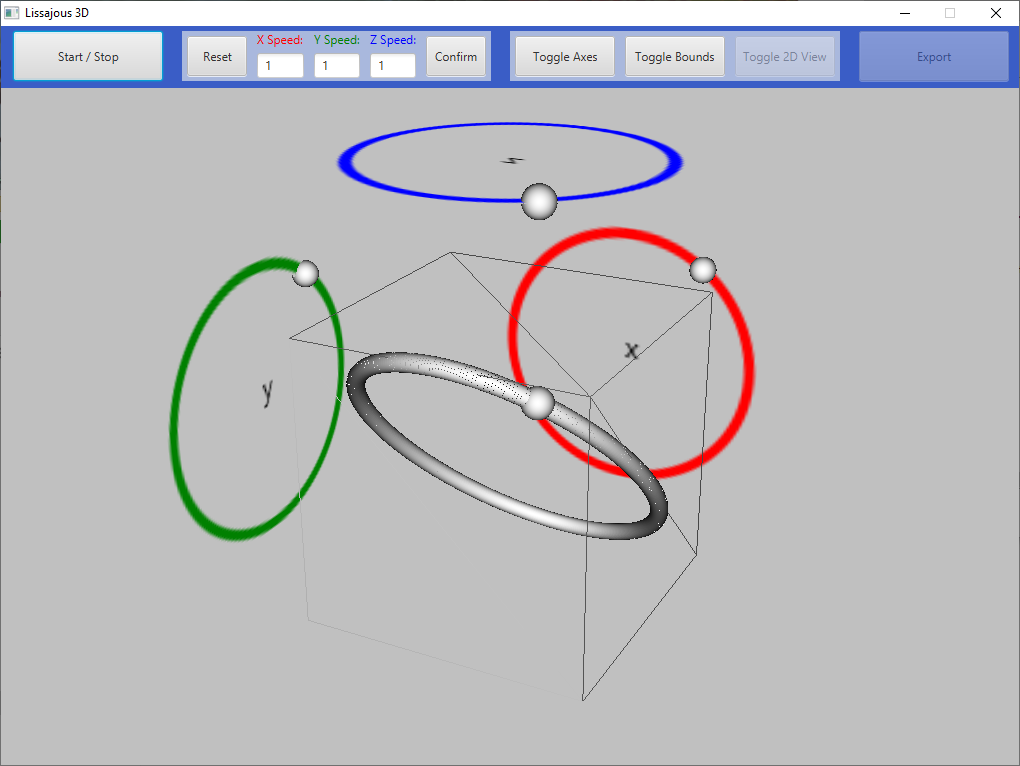 Lissajous 3D
Start / Stop
Reset
X Speed: Y Speed: Z Speed:
1 1 1
Confirm
Toggle Axes
Toggle Bounds
Toggle 2D View
Export
x
y